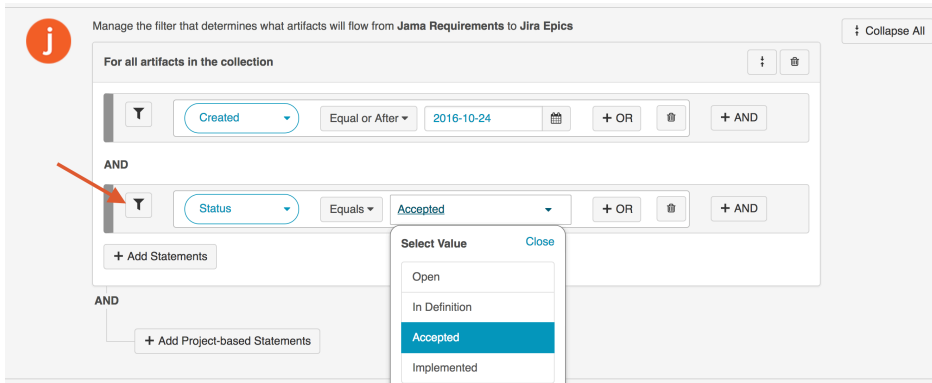 j
Manage the filter that determines what artifacts will flow from Jama Requirements to Jira Epics
Collapse All
For all artifacts in the collection
Created Equal or After 2016-10-24 + OR + AND
AND
Status Equals Accepted + OR + AND
Select Value Close
+ Add Statements
Open
AND
In Definition
+ Add Project-based Statements
Accepted
Implemented